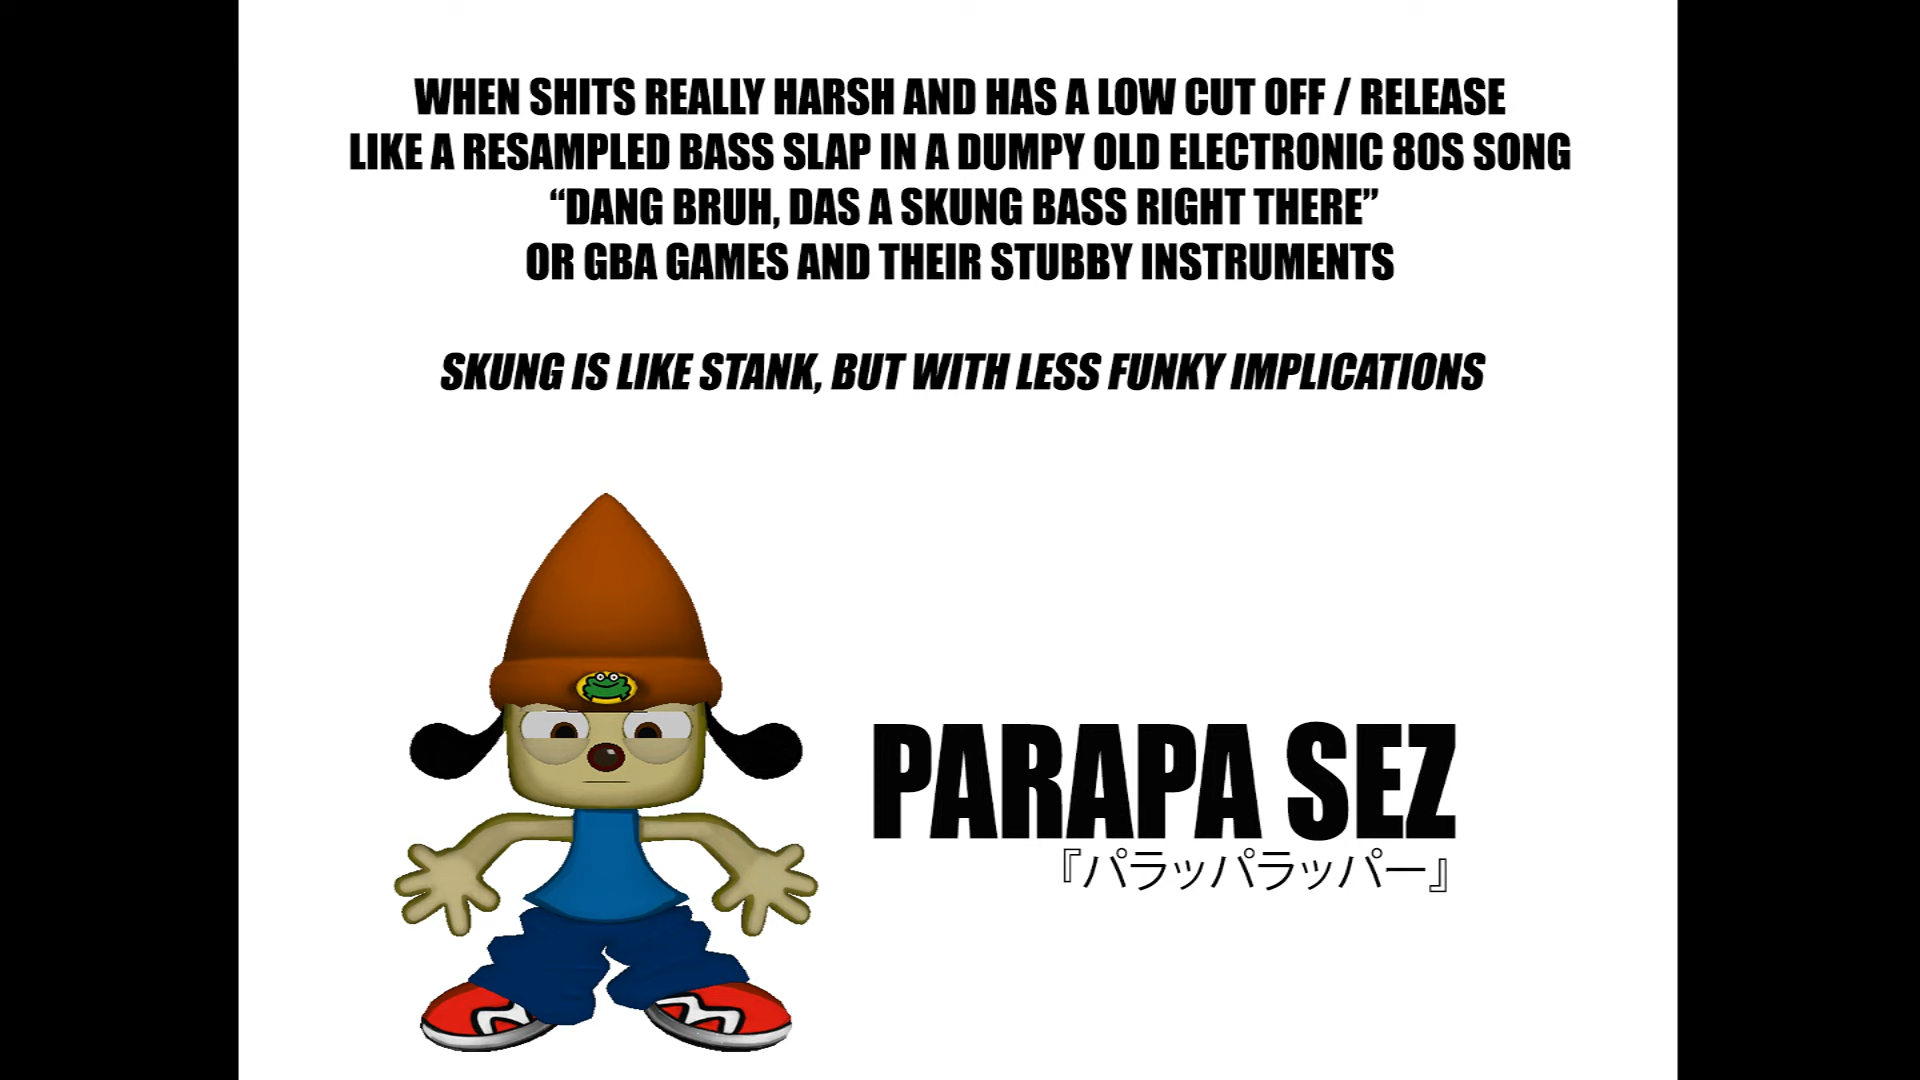 WHEN SHITS REALLY HARSH AND HAS A LOW CUT OFF / RELEASE
LIKE A RESAMPLED BASS SLAP IN A DUMPY OLD ELECTRONIC 80S SONG
“DANG BRUH, DAS A SKUNG BASS RIGHT THERE”
OR GBA GAMES AND THEIR STUBBY INSTRUMENTS
SKUNG IS LIKE STANK, BUT WITH LESS FUNKY IMPLICATIONS
PARAPA SEZ
『パラッパラッパー』